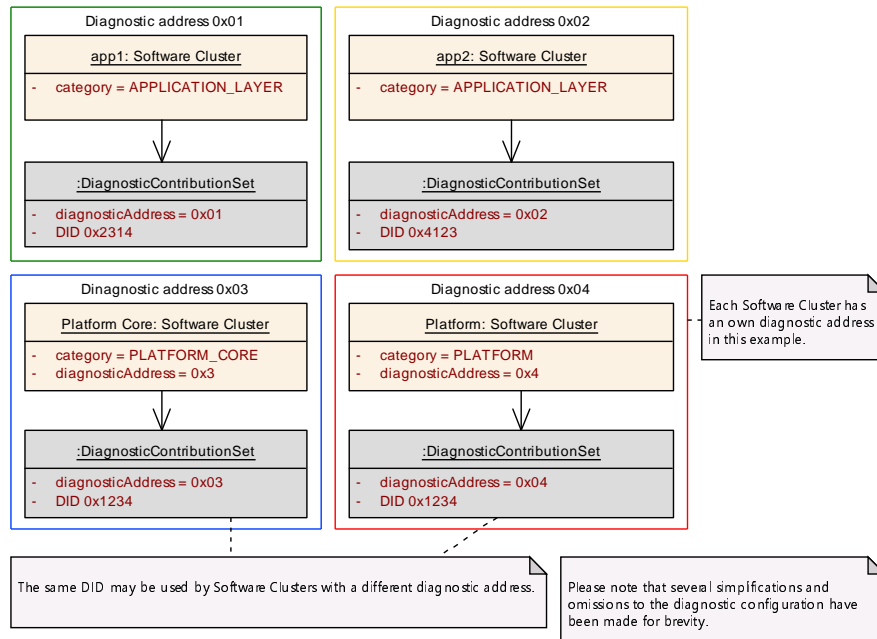 Diagnostic address 0x01
app1: Software Cluster
- category = APPLICATION_LAYER
:DiagnosticContributionSet
- diagnosticAddress = 0x01
- DID 0x2314
Diagnostic address 0x02
app2: Software Cluster
- category = APPLICATION_LAYER
:DiagnosticContributionSet
- diagnosticAddress = 0x02
- DID 0x4123
Dinagnostic address 0x03
Platform Core: Software Cluster
- category = PLATFORM_CORE
- diagnosticAddress = 0x3
:DiagnosticContributionSet
- diagnosticAddress = 0x03
- DID 0x1234
Diagnostic address 0x04
Platform: Software Cluster
- category = PLATFORM
- diagnosticAddress = 0x4
:DiagnosticContributionSet
- diagnosticAddress = 0x04
- DID 0x1234
Each Software Cluster has
an own diagnostic address
in this example.
The same DID may be used by Software Clusters with a different diagnostic address.
Please note that several simplfications and
omissions to the diagnostic configuration have
been made for brevity.